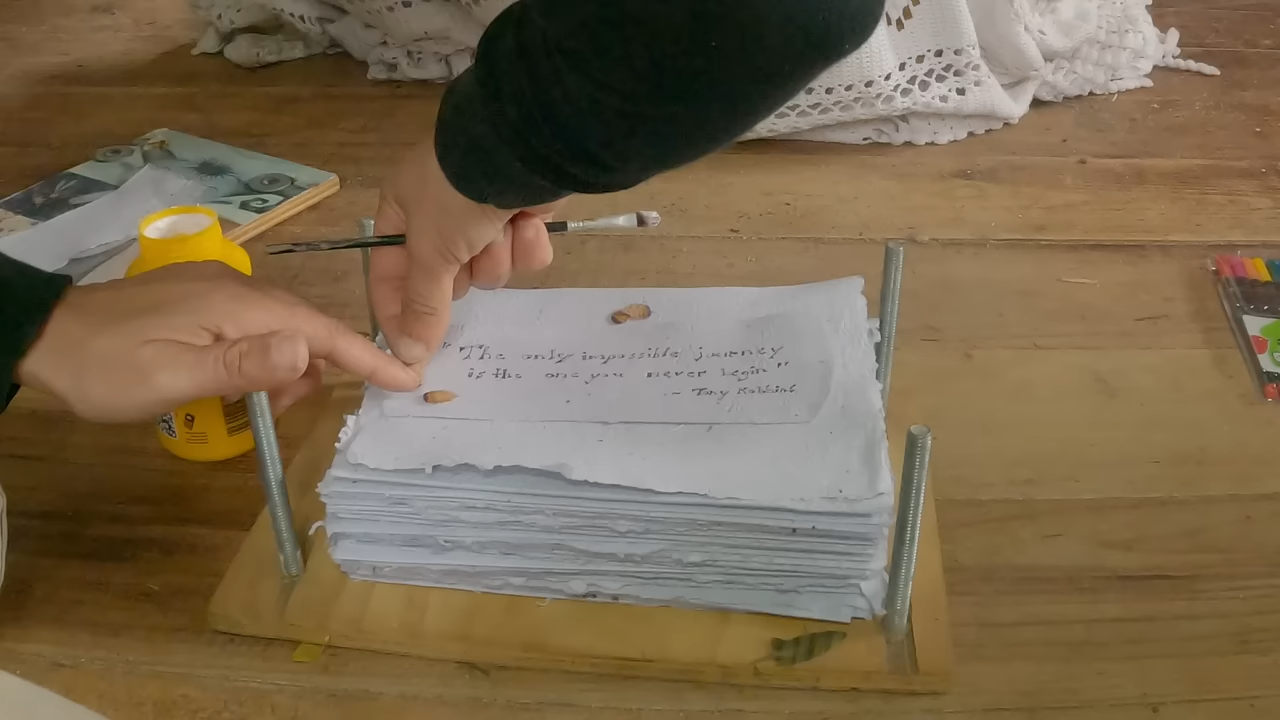 "The only impossible journey
is the one you never begin"
- Tony Robbins